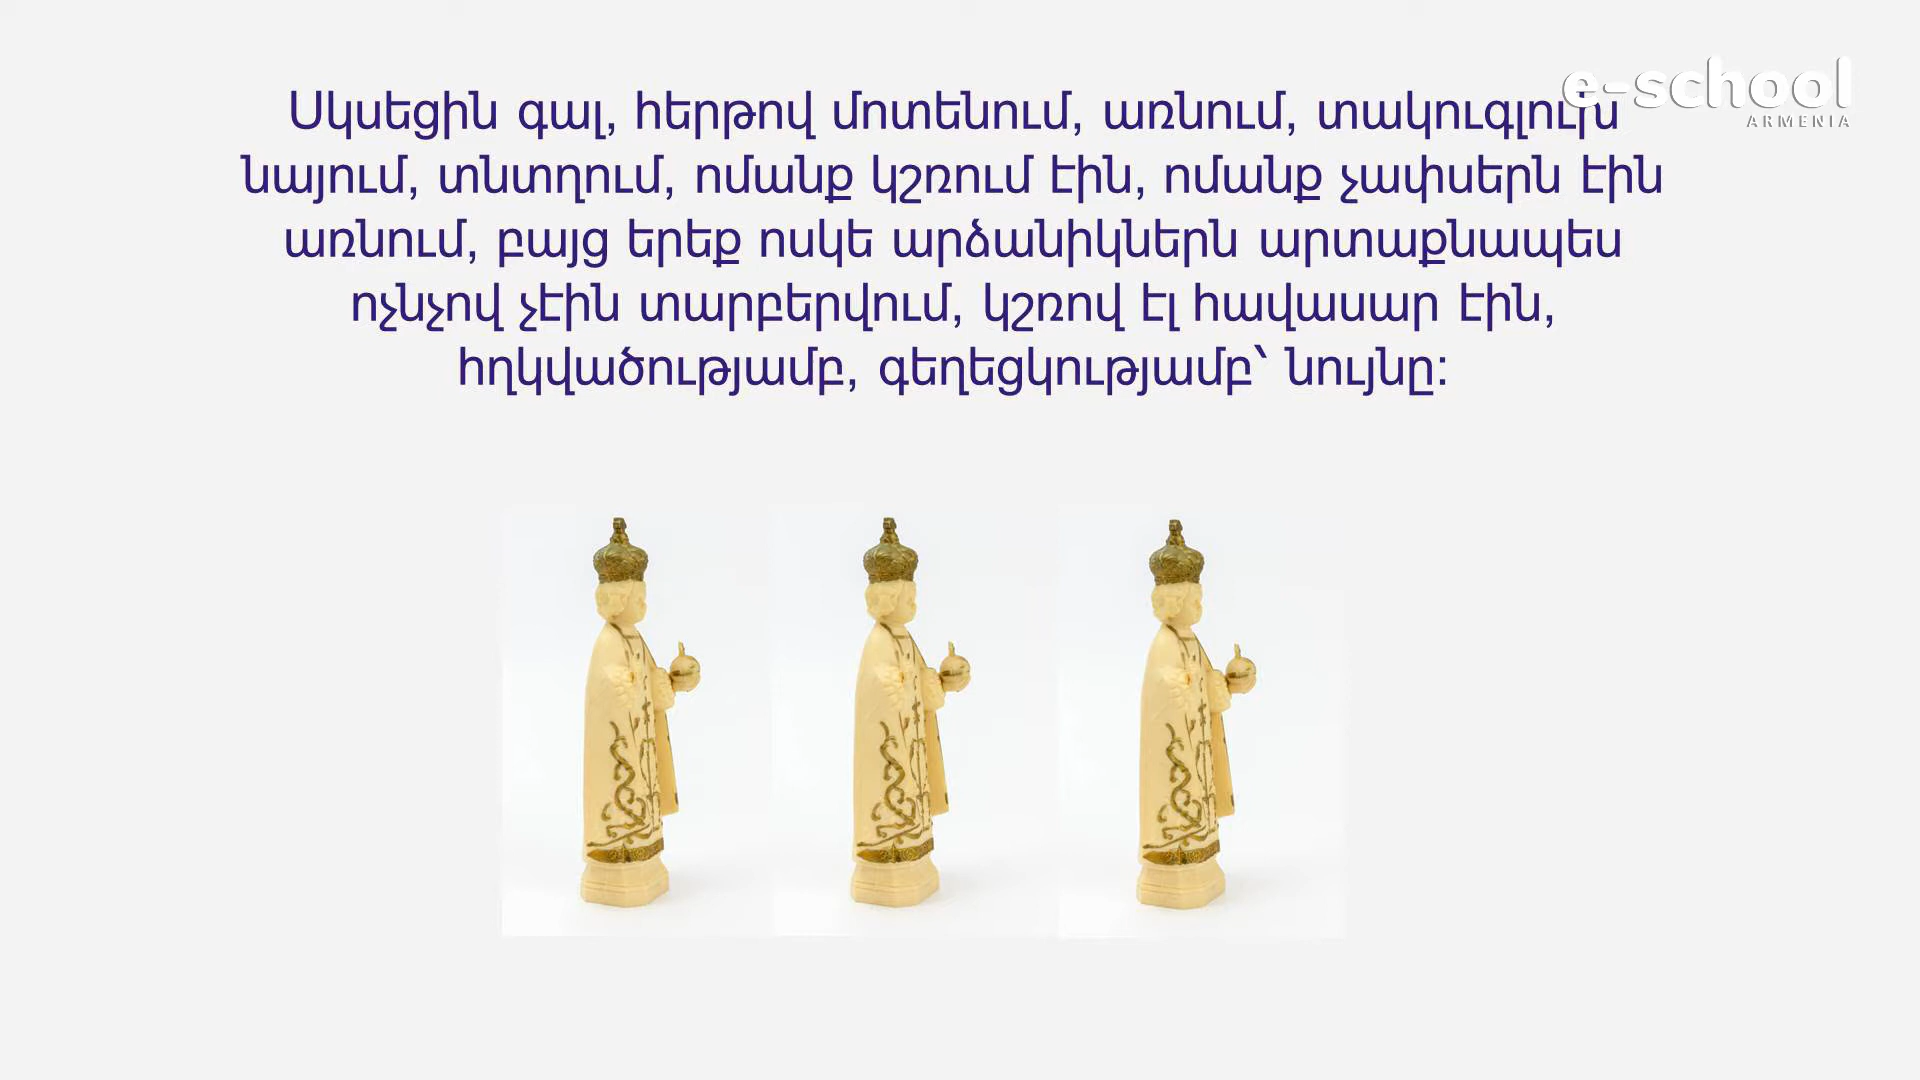 Սկսեցին գալ, հերթով մոտենում, առնում, տակուգլուխ
նայում, տնտղում, ոմանք կշռում էին, ոմանք չափսերն էին
առնում, բայց երեք ոսկե արձանիկներն արտաքնապես
ոչնչով չէին տարբերվում, կշռով էլ հավասար էին,
հղկվածությամբ, գեղեցկությամբ՝ նույնը:
e-school
ARMENIA